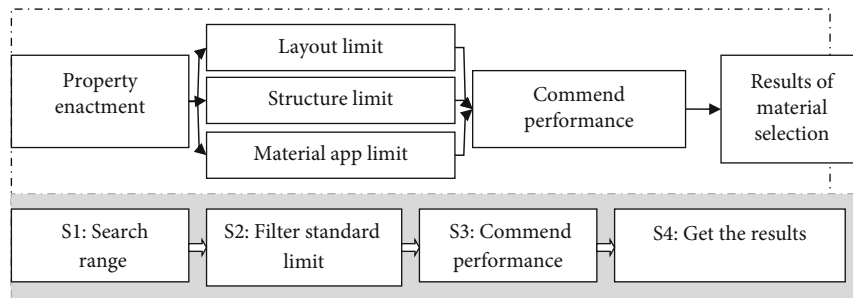 Property
enactment
Layout limit
Structure limit
Material app limit
Commend
performance
Results of
material
selection
S1: Search
range
S2: Filter standard
limit
S3: Commend
performance
S4: Get the results